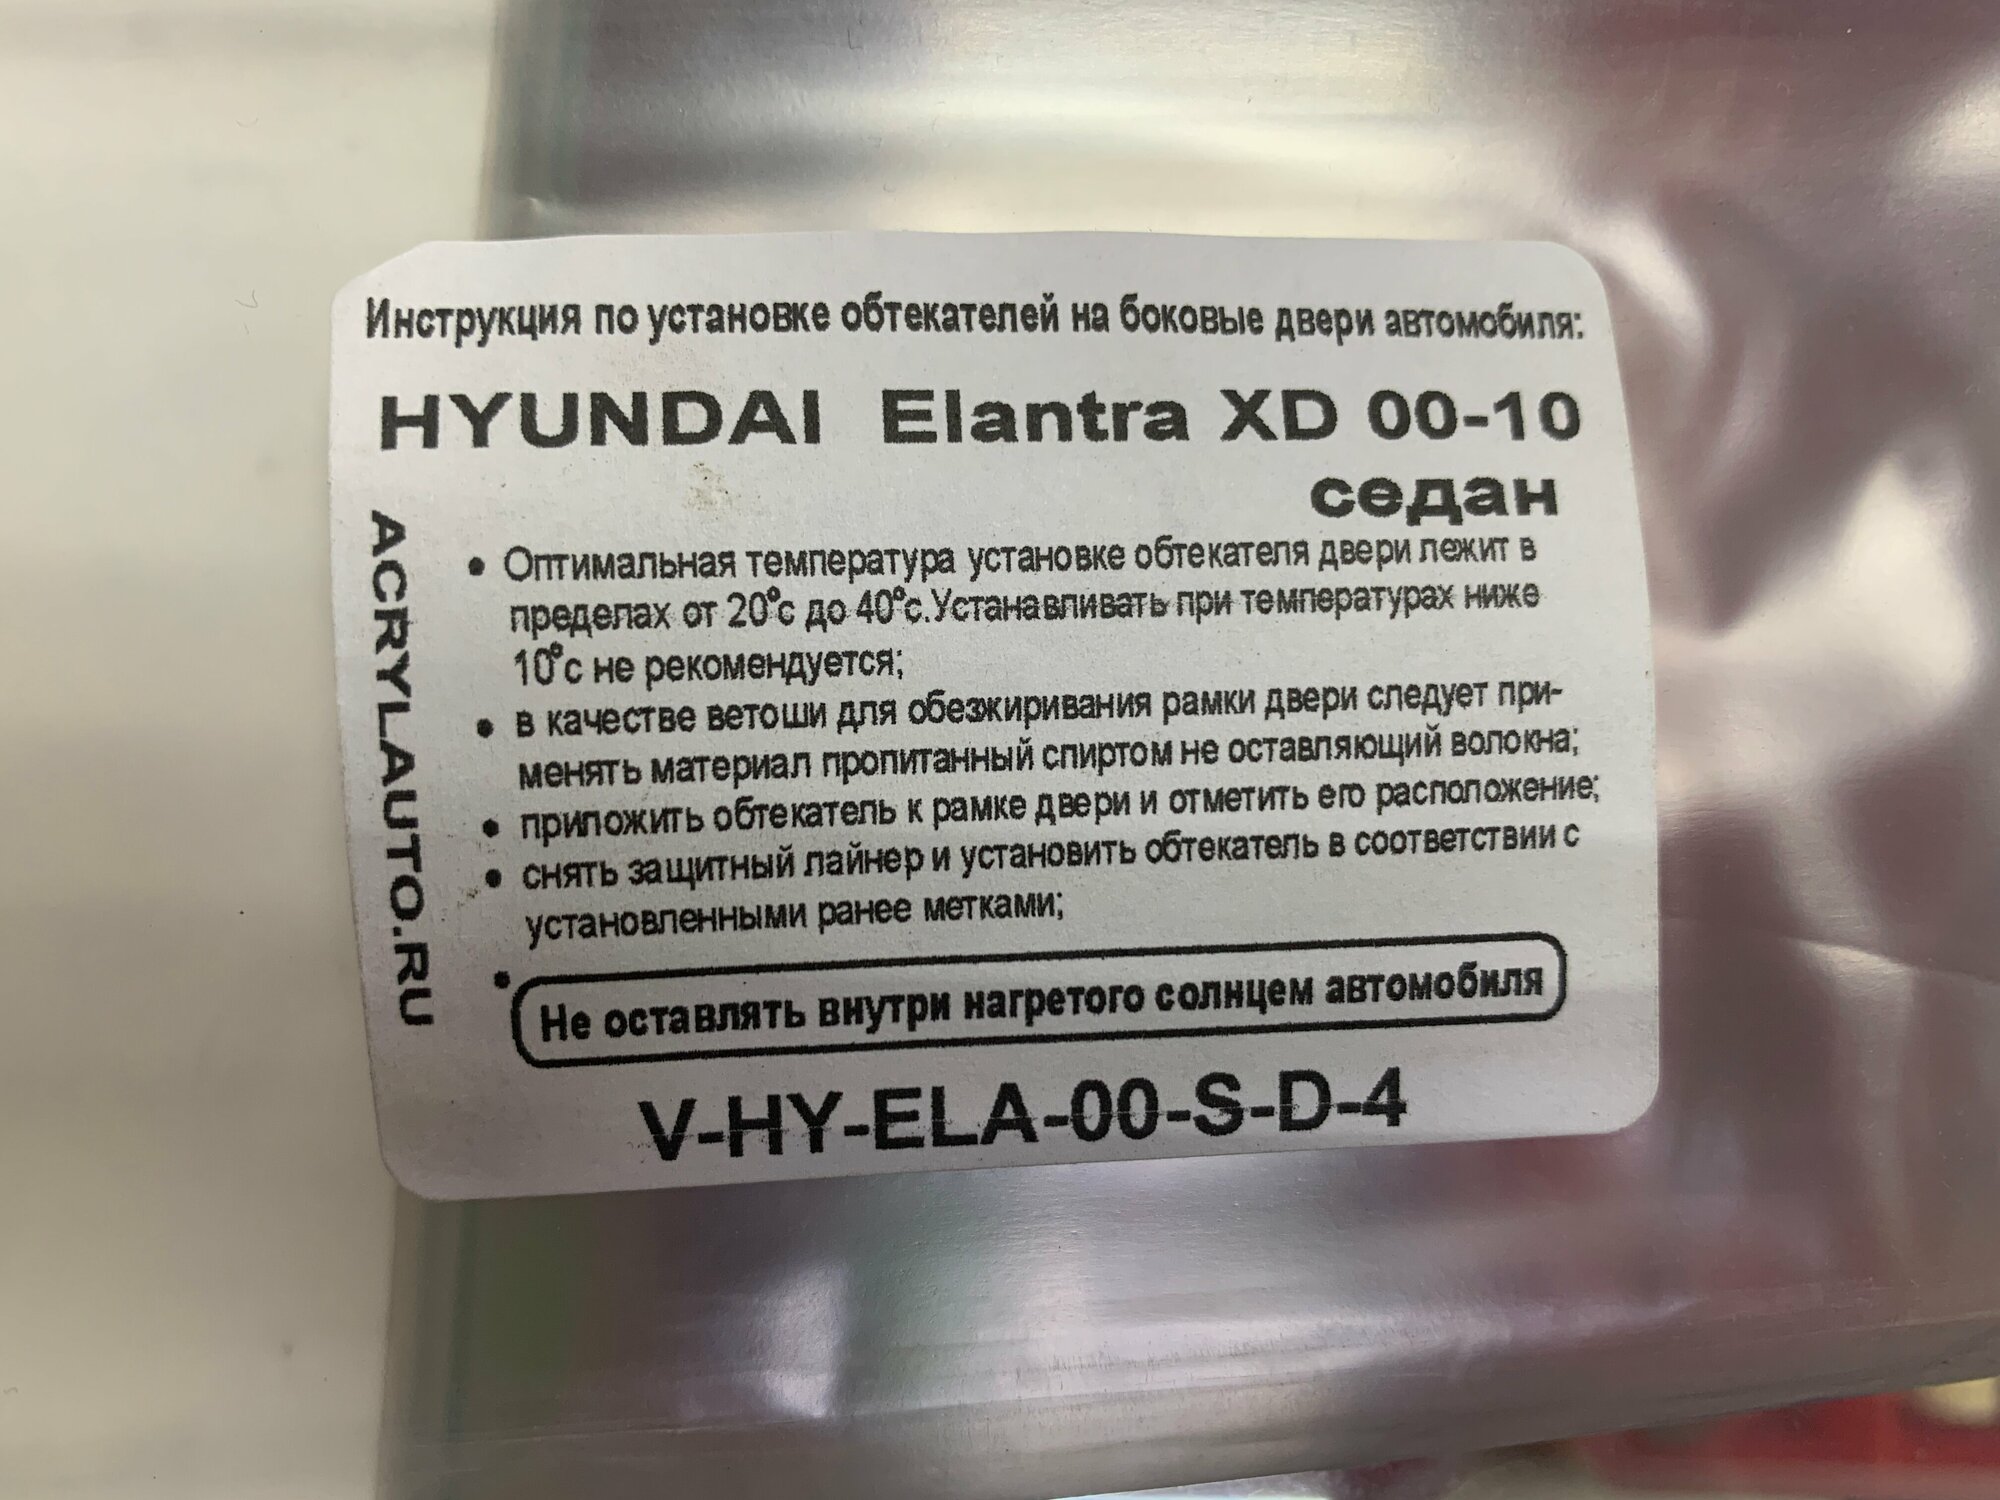 Инструкция по установке обтекателей на боковые двери автомобиля:
HYUNDAI Elantra XD 00-10
седан
ACRYLAUTO.RU
• Оптимальная температура установке обтекателя двери лежит в
пределах от 20°с до 40°с.Устанавливать при температурах ниже
10°с не рекомендуется;
• в качестве ветоши для обезжиривания рамки двери следует при-
менять материал пропитанный спиртом не оставляющий волокна;
• приложить обтекатель к рамке двери и отметить его расположение;
• снять защитный лайнер и установить обтекатель в соответствии с
установленными ранее метками;
• Не оставлять внутри нагретого солнцем автомобиля
V-HY-ELA-00-S-D-4